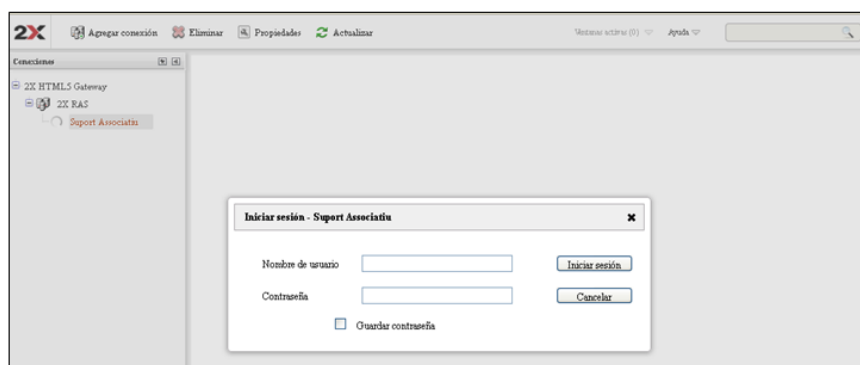 2X Agregar conexión Eliminar Propiedades Actualizar Ventanas activas (0) Ayuda
Conexiones
2X HTML5 Gateway
2X RAS
Suport Associatiu
Iniciar sesión - Suport Associatiu
Nombre de usuario Iniciar sesión
Contraseña Cancelar
Guardar contraseña